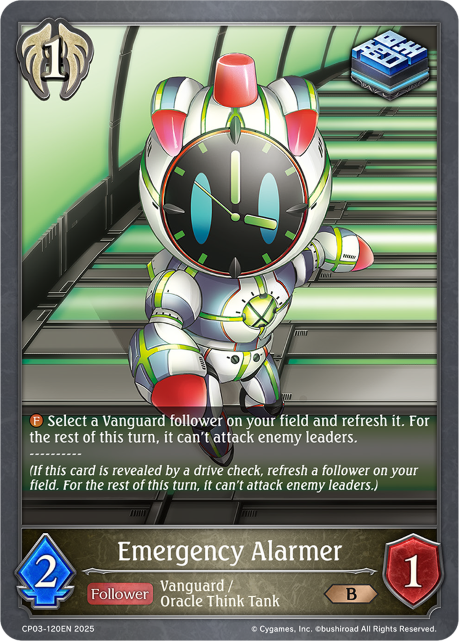 1
F Select a Vanguard follower on your field and refresh it. For
the rest of this turn, it can't attack enemy leaders.
----------
(If this card is revealed by a drive check, refresh a follower on your
field. For the rest of this turn, it can't attack enemy leaders.)
Emergency Alarmer
2
Follower
Vanguard /
Oracle Think Tank
B
1
CP03-120EN 2025
© Cygames, Inc. ©bushiroad All Rights Reserved.